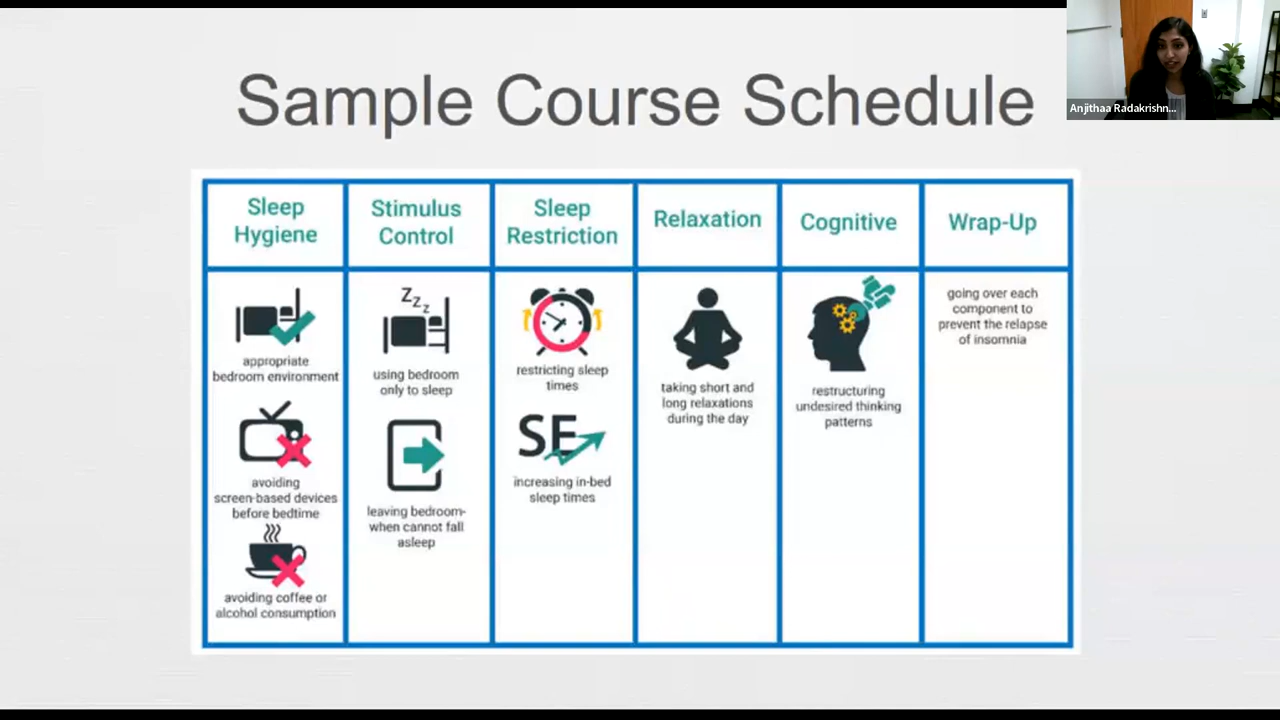 Sample Course Schedule
Anjithaa Radakrishn...
Sleep
Hygiene
Stimulus
Control
Sleep
Restriction
Relaxation
Cognitive
Wrap-Up
appropriate
bedroom environment
avoiding
screen-based devices
before bedtime
avoiding coffee or
alcohol consumption
Zzz
using bedroom
only to sleep
leaving bedroom-
when cannot fall
asleep
restricting sleep
times
SE
increasing in-bed
sleep times
taking short and
long relaxations
during the day
restructuring
undesired thinking
patterns
going over each
component to
prevent the relapse
of insomnia